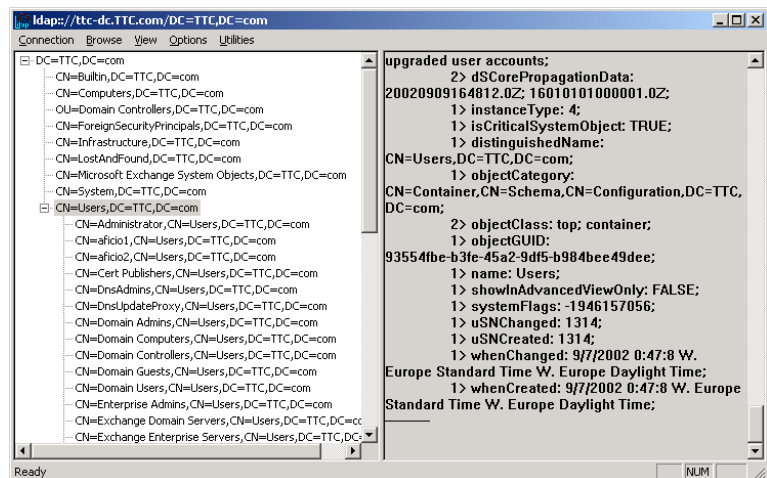 ldap://ttc-dc.TTC.com/DC=TTC,DC=com
Connection Browse View Options Utilities
DC=TTC,DC=com
CN=Builtin,DC=TTC,DC=com
CN=Computers,DC=TTC,DC=com
OU=Domain Controllers,DC=TTC,DC=com
CN=ForeignSecurityPrincipals,DC=TTC,DC=com
CN=Infrastructure,DC=TTC,DC=com
CN=LostAndFound,DC=TTC,DC=com
CN=Microsoft Exchange System Objects,DC=TTC,DC=com
CN=System,DC=TTC,DC=com
CN=Users,DC=TTC,DC=com
CN=Administrator,CN=Users,DC=TTC,DC=com
CN=aficio1,CN=Users,DC=TTC,DC=com
CN=aficio2,CN=Users,DC=TTC,DC=com
CN=Cert Publishers,CN=Users,DC=TTC,DC=com
CN=DnsAdmins,CN=Users,DC=TTC,DC=com
CN=DnsUpdateProxy,CN=Users,DC=TTC,DC=com
CN=Domain Admins,CN=Users,DC=TTC,DC=com
CN=Domain Computers,CN=Users,DC=TTC,DC=com
CN=Domain Controllers,CN=Users,DC=TTC,DC=com
CN=Domain Guests,CN=Users,DC=TTC,DC=com
CN=Domain Users,CN=Users,DC=TTC,DC=com
CN=Enterprise Admins,CN=Users,DC=TTC,DC=com
CN=Exchange Domain Servers,CN=Users,DC=TTC,DC=cc
CN=Exchange Enterprise Servers,CN=Users,DC=TTC,DC=
upgraded user accounts;
2> dSCorePropagationData:
20020909164812.0Z; 16010101000001.0Z;
1> instanceType: 4;
1> isCriticalSystemObject: TRUE;
1> distinguishedName:
CN=Users,DC=TTC,DC=com;
1> objectCategory:
CN=Container,CN=Schema,CN=Configuration,DC=TTC,
DC=com;
2> objectClass: top; container;
1> objectGUID:
93554fbe-b3fe-45a2-9df5-b984bee49dee;
1> name: Users;
1> showInAdvancedViewOnly: FALSE;
1> systemFlags: -1946157056;
1> uSNChanged: 1314;
1> uSNCreated: 1314;
1> whenChanged: 9/7/2002 0:47:8 W.
Europe Standard Time W. Europe Daylight Time;
1> whenCreated: 9/7/2002 0:47:8 W. Europe
Standard Time W. Europe Daylight Time;
Ready
NUM